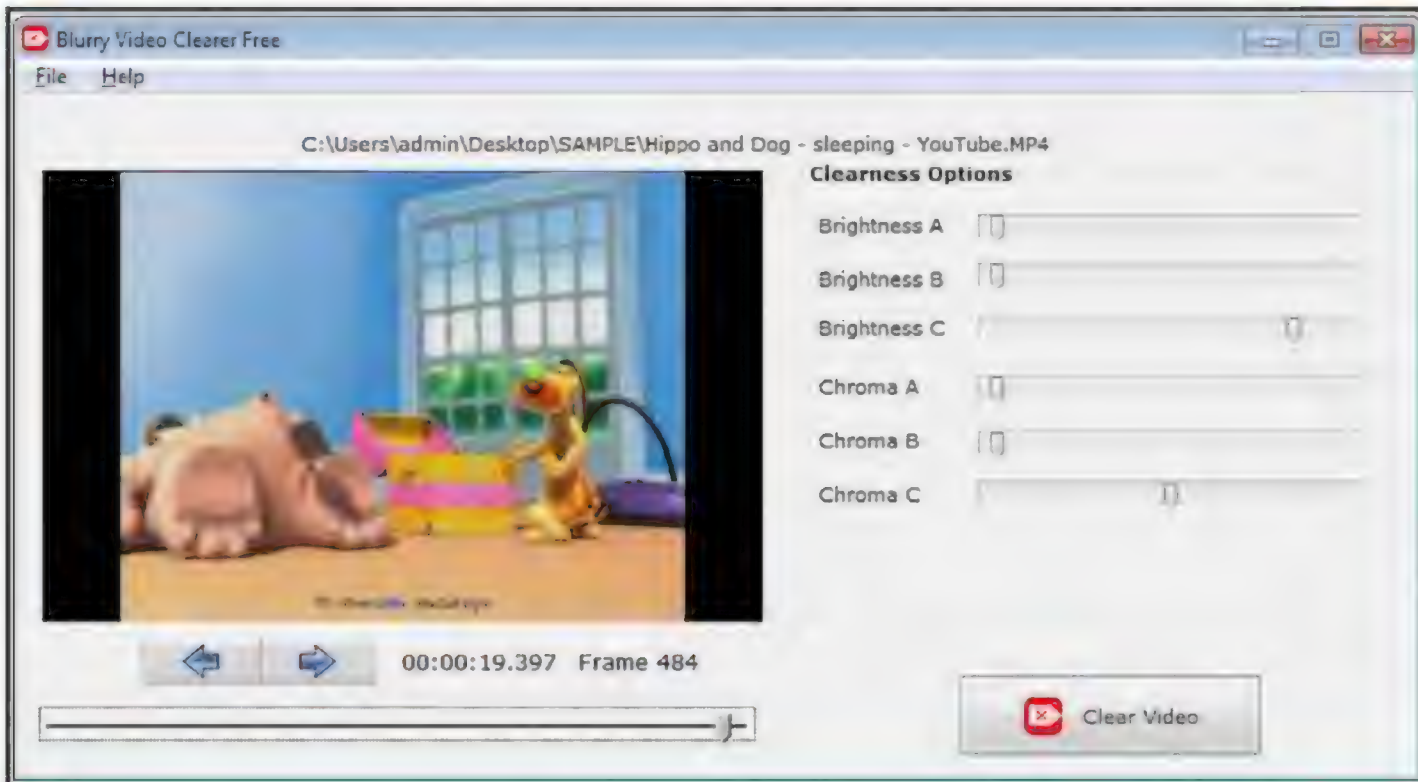 Blurry Video Clearer Free
File Help
C:\Users\admin\Desktop\SAMPLE\Hippo and Dog - sleeping - YouTube.MP4
Clearness Options
Brightness A
Brightness B
Brightness C
Chroma A
Chroma B
Chroma C
00:00:19.397 Frame 484
Clear Video